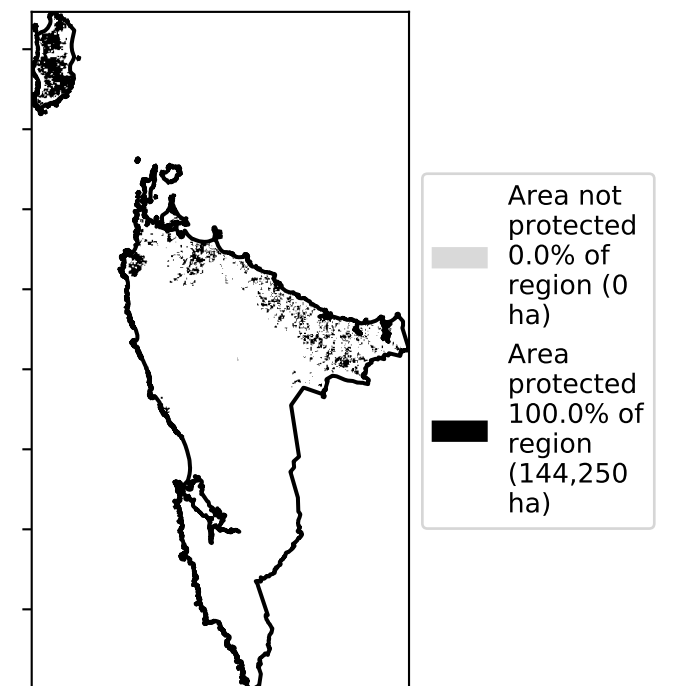 Area not
protected
0.0% of
region (0
ha)
Area
protected
100.0% of
region
(144,250
ha)